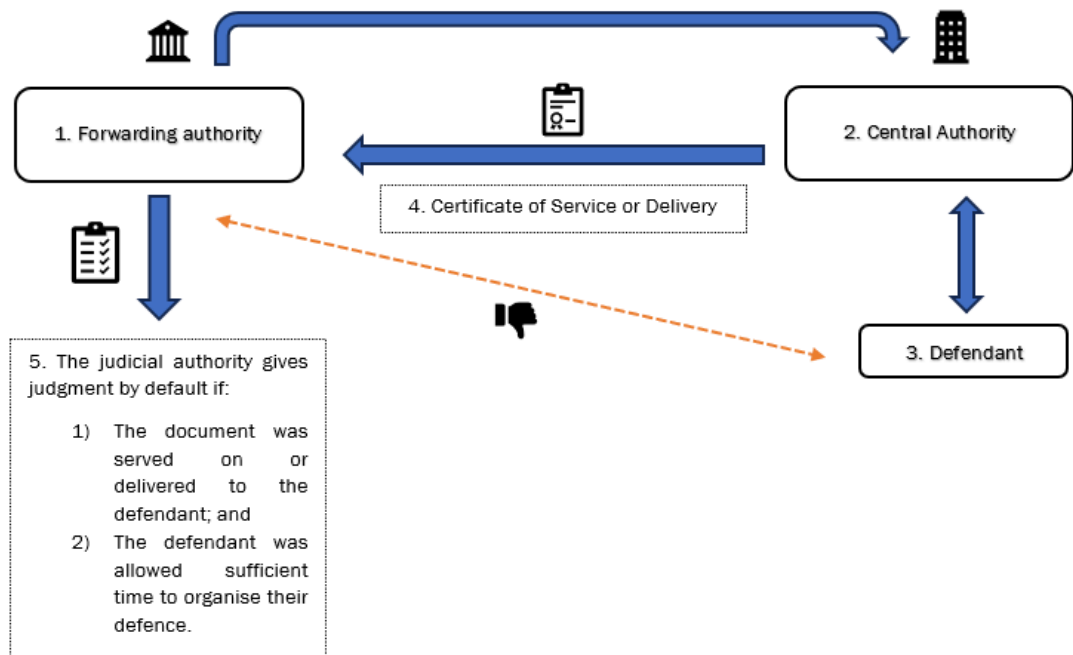 1. Forwarding authority
2. Central Authority
4. Certificate of Service or Delivery
3. Defendant
5. The judicial authority gives
judgment by default if:
1) The document was
served on or
delivered to the
defendant; and
2) The defendant was
allowed sufficient
time to organise their
defence.